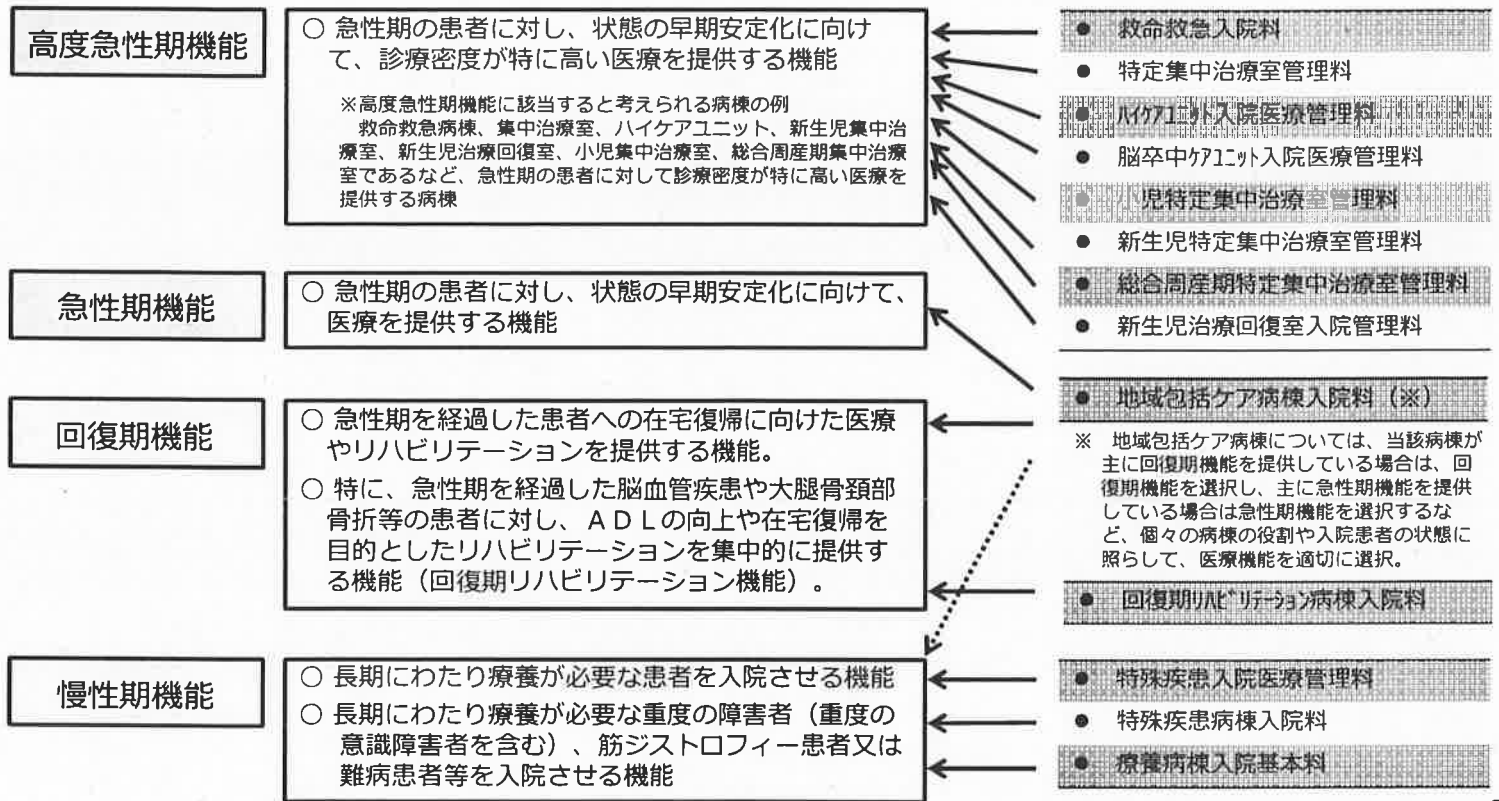 高度急性期機能
○ 急性期の患者に対し、状態の早期安定化に向け
て、診療密度が特に高い医療を提供する機能
※高度急性期機能に該当すると考えられる病棟の例
救命救急病棟、集中治療室、ハイケアユニット、新生児集中治
療室、新生児治療回復室、小児集中治療室、総合周産期集中治療
室であるなど、急性期の患者に対して診療密度が特に高い医療を
提供する病棟
● 救命救急入院料
● 特定集中治療室管理料
● ハイケアユニット入院医療管理料
● 脳卒中ケアユニット入院医療管理料
● 小児特定集中治療室管理料
● 新生児特定集中治療室管理料
● 総合周産期特定集中治療室管理料
● 新生児治療回復室入院管理料
急性期機能
○ 急性期の患者に対し、状態の早期安定化に向けて、
医療を提供する機能
回復期機能
○ 急性期を経過した患者への在宅復帰に向けた医療
やリハビリテーションを提供する機能。
○ 特に、急性期を経過した脳血管疾患や大腿骨頚部
骨折等の患者に対し、ADLの向上や在宅復帰を
目的としたリハビリテーションを集中的に提供す
る機能（回復期リハビリテーション機能）。
● 地域包括ケア病棟入院料（※）
※ 地域包括ケア病棟については、当該病棟が
主に回復期機能を提供している場合は、回
復期機能を選択し、主に急性期機能を提供
している場合は急性期機能を選択するな
ど、個々の病棟の役割や入院患者の状態に
照らして、医療機能を適切に選択。
● 回復期リハビリテーション病棟入院料
慢性期機能
○ 長期にわたり療養が必要な患者を入院させる機能
○ 長期にわたり療養が必要な重度の障害者（重度の
意識障害者を含む）、筋ジストロフィー患者又は
難病患者等を入院させる機能
● 特殊疾患入院医療管理料
● 特殊疾患病棟入院料
● 療養病棟入院基本料